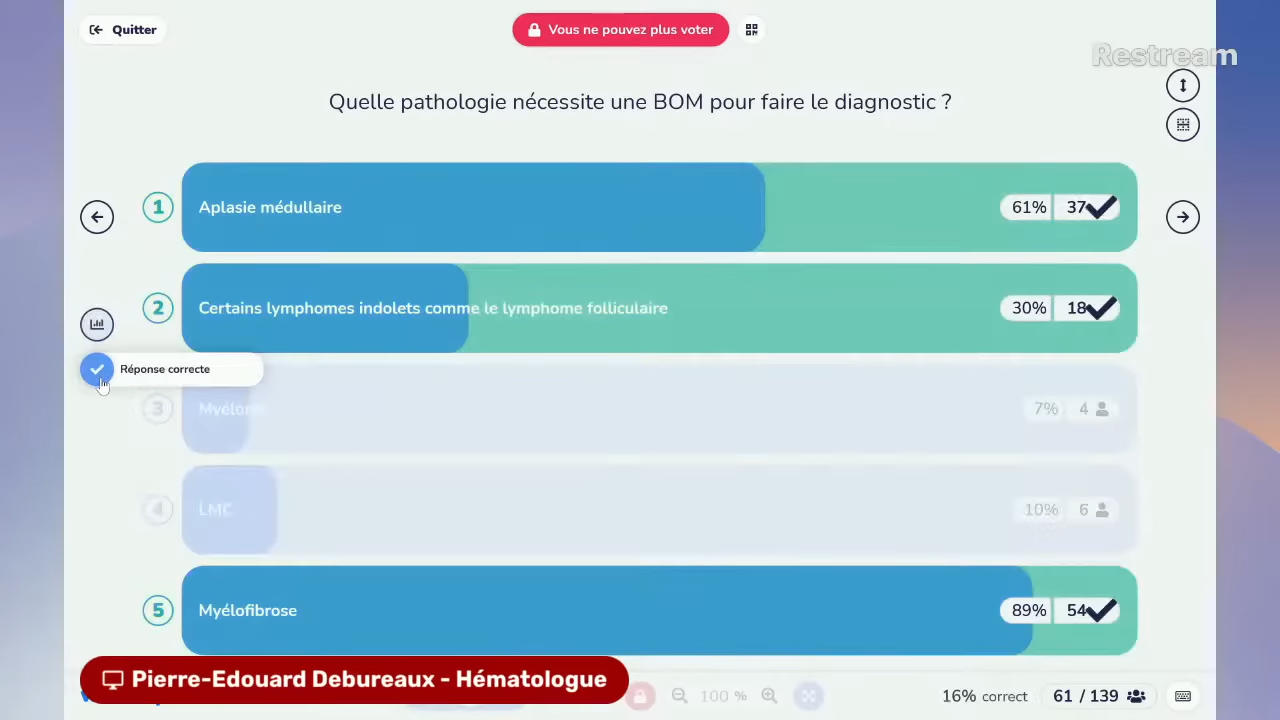 Quitter
Vous ne pouvez plus voter
Restream
Quelle pathologie nécessite une BOM pour faire le diagnostic ?
1 Aplasie médullaire 61% 37
2 Certains lymphomes indolets comme le lymphome folliculaire 30% 18
Réponse correcte
3 7% 4
4 LMC 10% 6
5 Myélofibrose 89% 54
Pierre-Edouard Debureaux - Hématologue
100 %
16% correct
61 / 139